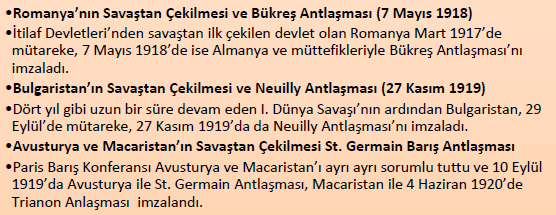 •Romanya’nın Savaştan Çekilmesi ve Bükreş Antlaşması (7 Mayıs 1918)
•İtilaf Devletleri’nden savaştan ilk çekilen devlet olan Romanya Mart 1917’de
mütareke, 7 Mayıs 1918’de ise Almanya ve müttefikleriyle Bükreş Antlaşması’nı
imzaladı.
•Bulgaristan’ın Savaştan Çekilmesi ve Neuilly Antlaşması (27 Kasım 1919)
•Dört yıl gibi uzun bir süre devam eden I. Dünya Savaşı’nın ardından Bulgaristan, 29
Eylül’de mütareke, 27 Kasım 1919’da da Neuilly Antlaşması’nı imzaladı.
•Avusturya ve Macaristan’ın Savaştan Çekilmesi St. Germain Barış Antlaşması
•Paris Barış Konferansı Avusturya ve Macaristan’ı ayrı ayrı sorumlu tuttu ve 10 Eylül
1919’da Avusturya ile St. Germain Antlaşması, Macaristan ile 4 Haziran 1920’de
Trianon Anlaşması imzalandı.